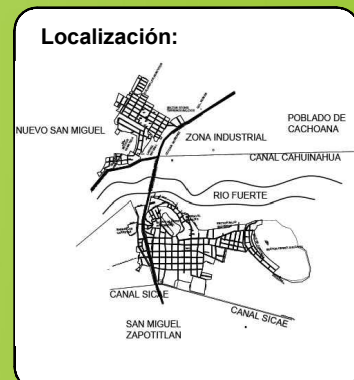 Localización:
NUEVO SAN MIGUEL
ZONA INDUSTRIAL
POBLADO DE
CACHOANA
CANAL CAHUINAHUA
RIO FUERTE
CANAL SICAE
CANAL SICAE
SAN MIGUEL
ZAPOTITLAN